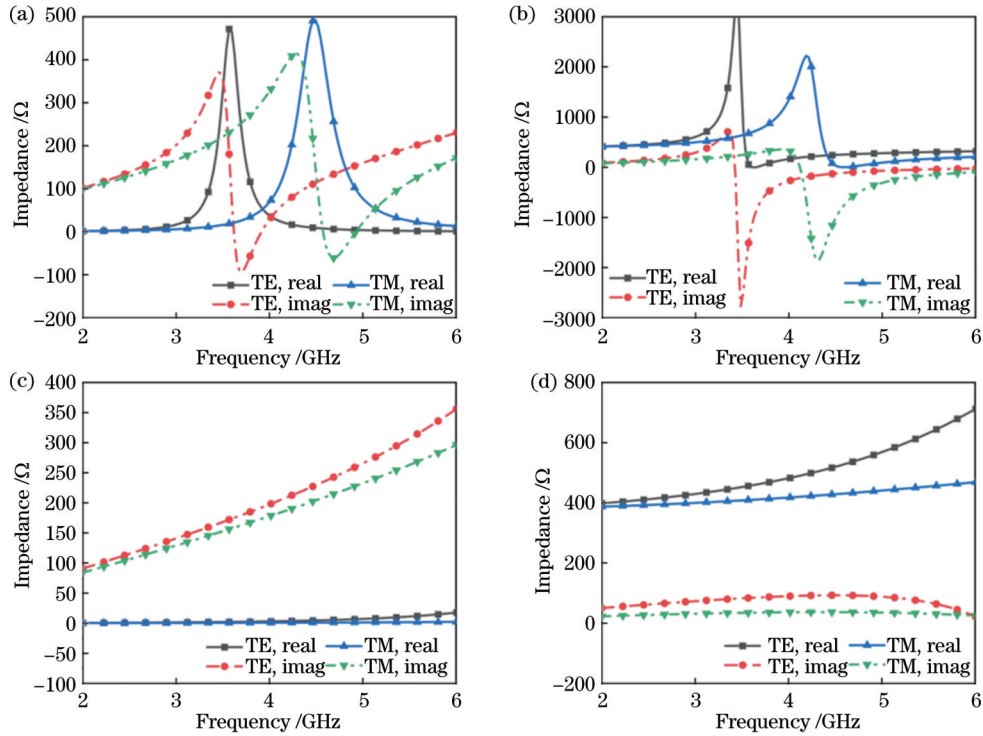 (a)
500
400
300
200
100
0
−100
−200
Impedance /Ω
2 3 4 5 6
Frequency /GHz
TE, real TM, real
TE, imag TM, imag
(b)
3000
2000
1000
0
−1000
−2000
−3000
Impedance /Ω
2 3 4 5 6
Frequency /GHz
TE, real
TE, imag
TM, real
TM, imag
(c)
400
350
300
250
200
150
100
50
0
−50
−100
Impedance /Ω
2 3 4 5 6
Frequency /GHz
TE, real TM, real
TE, imag TM, imag
(d)
800
600
400
200
0
−200
Impedance /Ω
2 3 4 5 6
Frequency /GHz
TE, real TM, real
TE, imag TM, imag